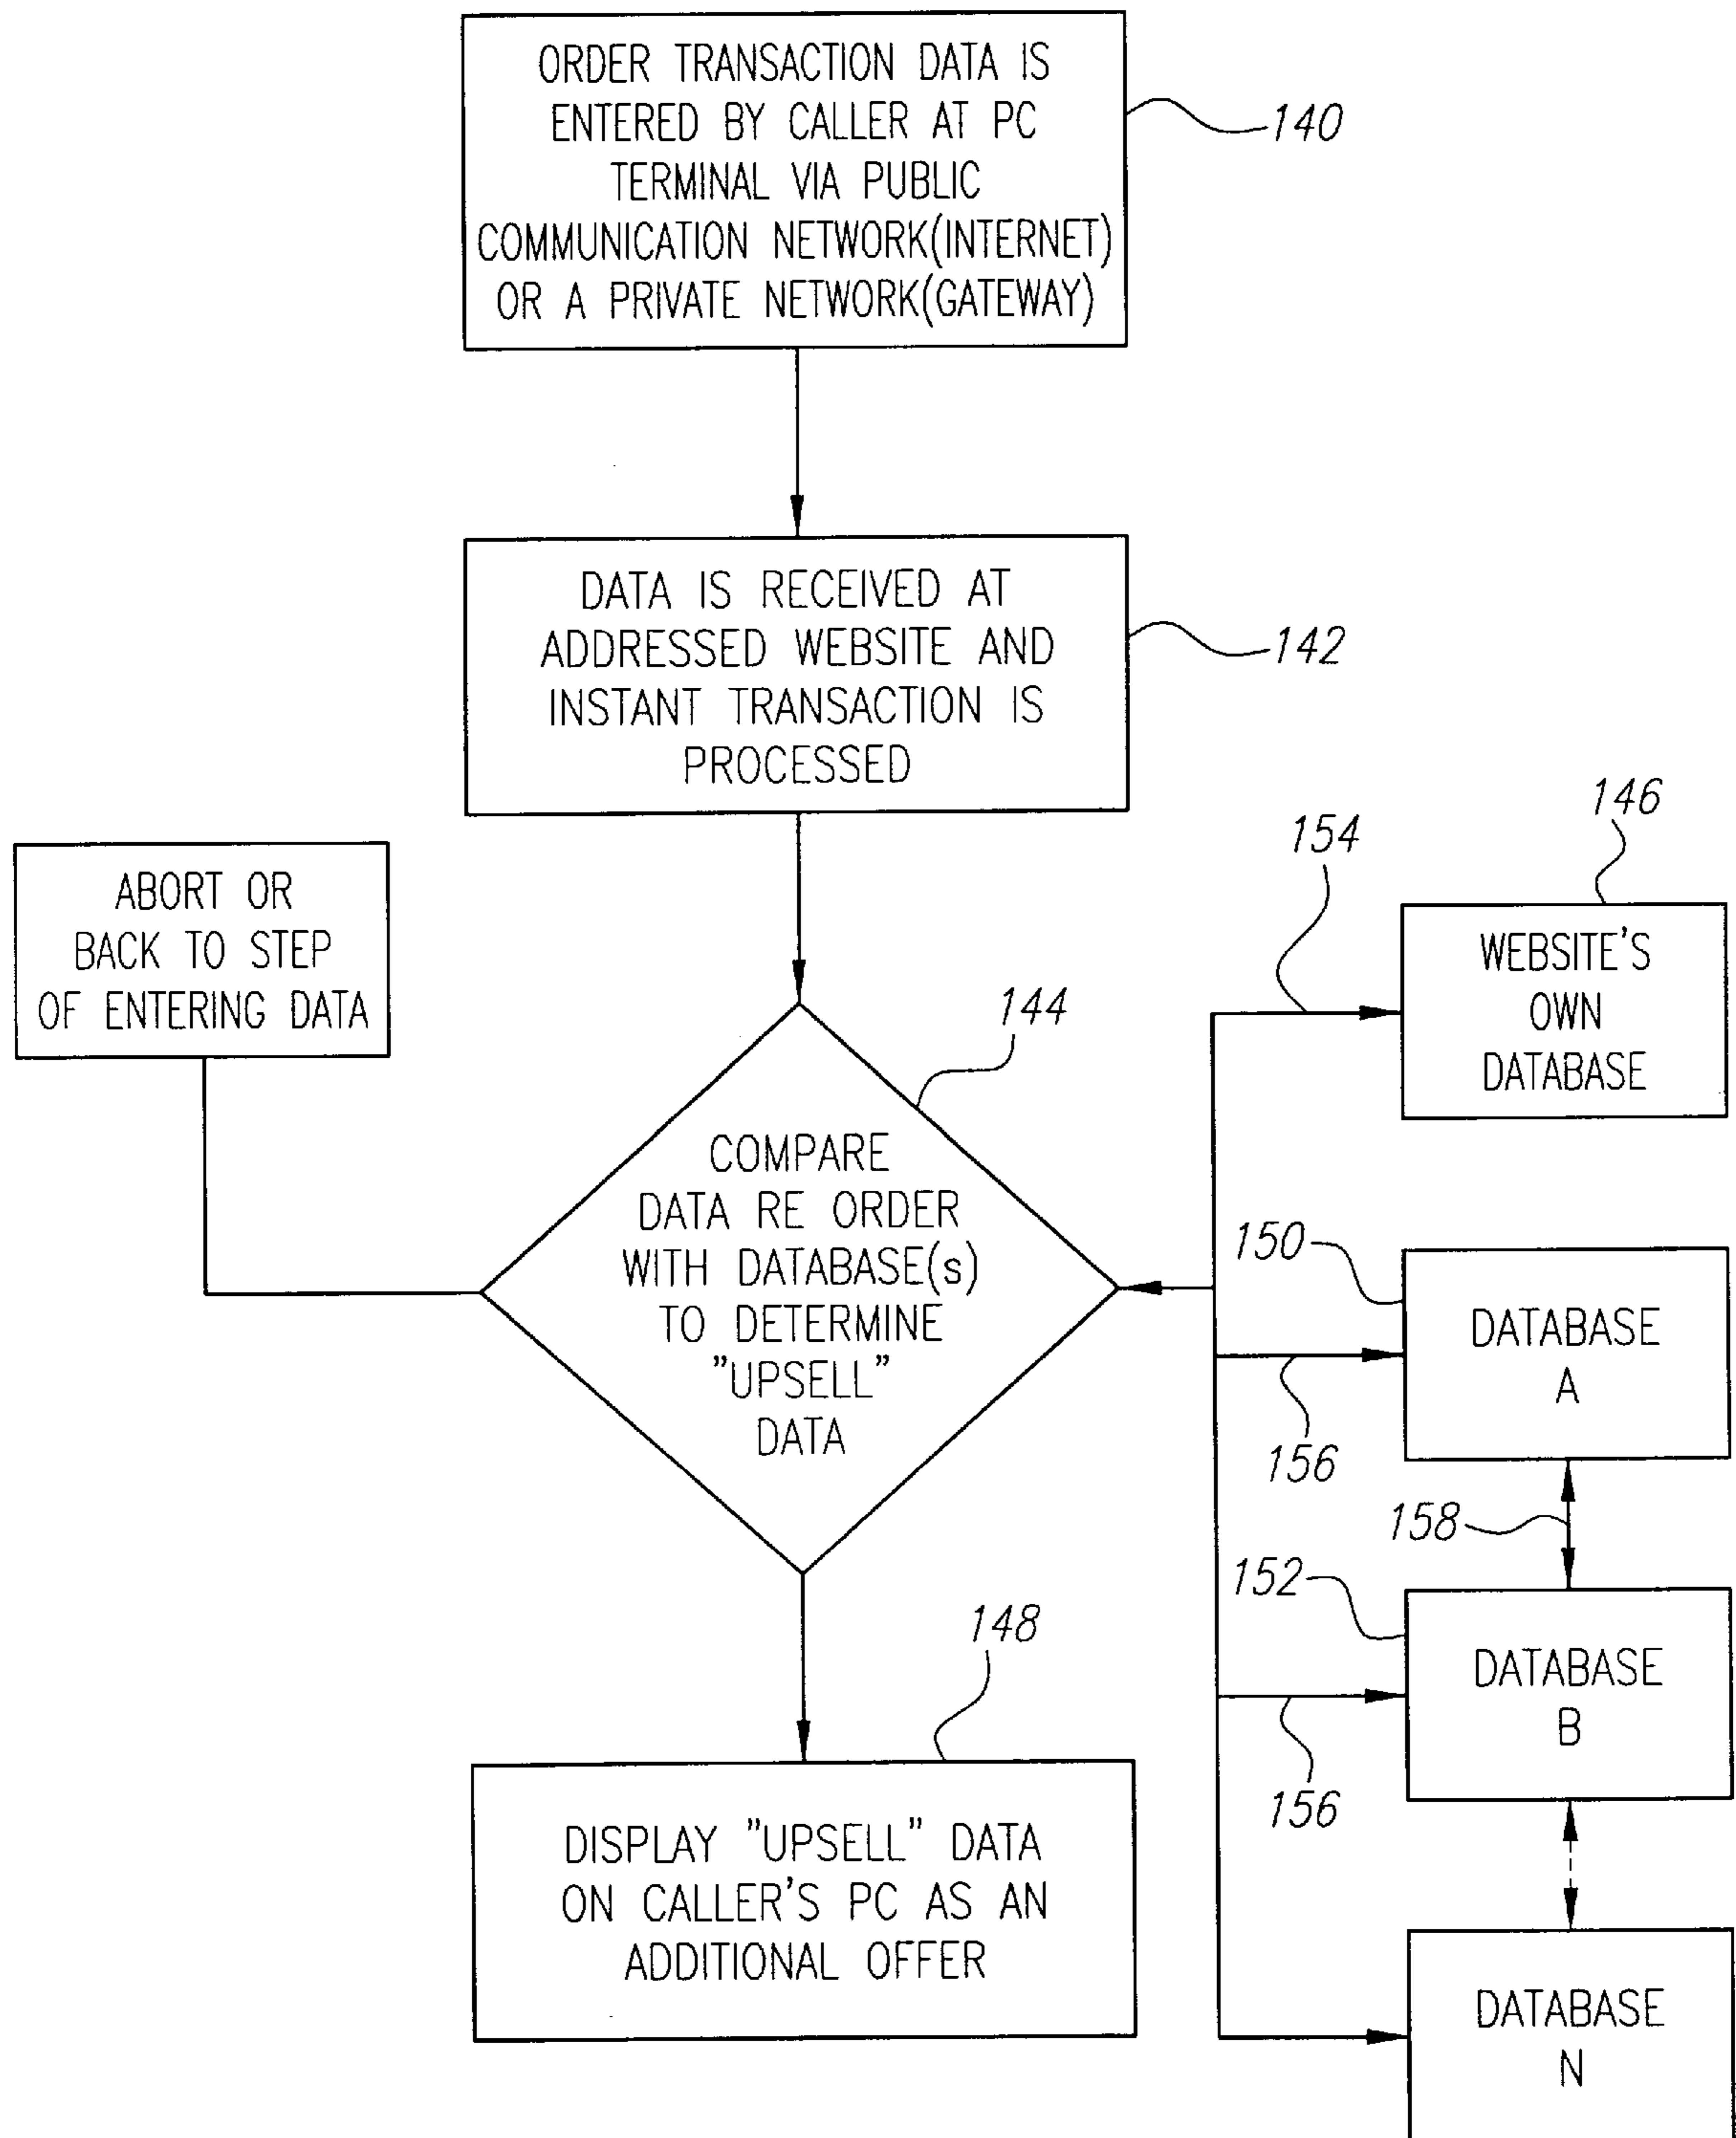 ORDER TRANSACTION DATA IS
ENTERED BY CALLER AT PC
TERMINAL VIA PUBLIC
COMMUNICATION NETWORK(INTERNET)
OR A PRIVATE NETWORK(GATEWAY)
140
DATA IS RECEIVED AT
ADDRESSED WEBSITE AND
INSTANT TRANSACTION IS
PROCESSED
142
ABORT OR
BACK TO STEP
OF ENTERING DATA
144
COMPARE
DATA RE ORDER
WITH DATABASE(s)
TO DETERMINE
"UPSELL"
DATA
154
146
WEBSITE'S
OWN
DATABASE
150
DATABASE
A
156
158
152
DATABASE
B
156
148
DISPLAY "UPSELL" DATA
ON CALLER'S PC AS AN
ADDITIONAL OFFER
DATABASE
N